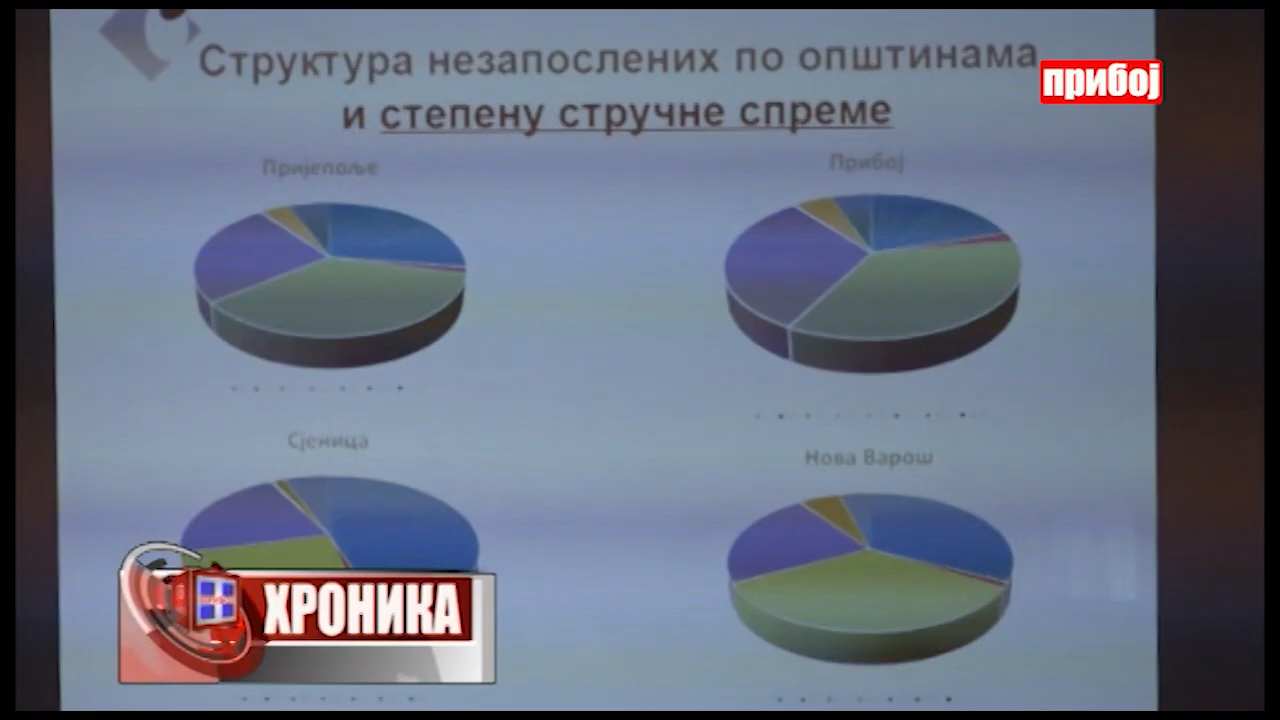 Структура незапослених по општинама
и степену стручне спреме
прибој
Пријепоље
Прибој
Сјеница
Нова Варош
ХРОНИКА